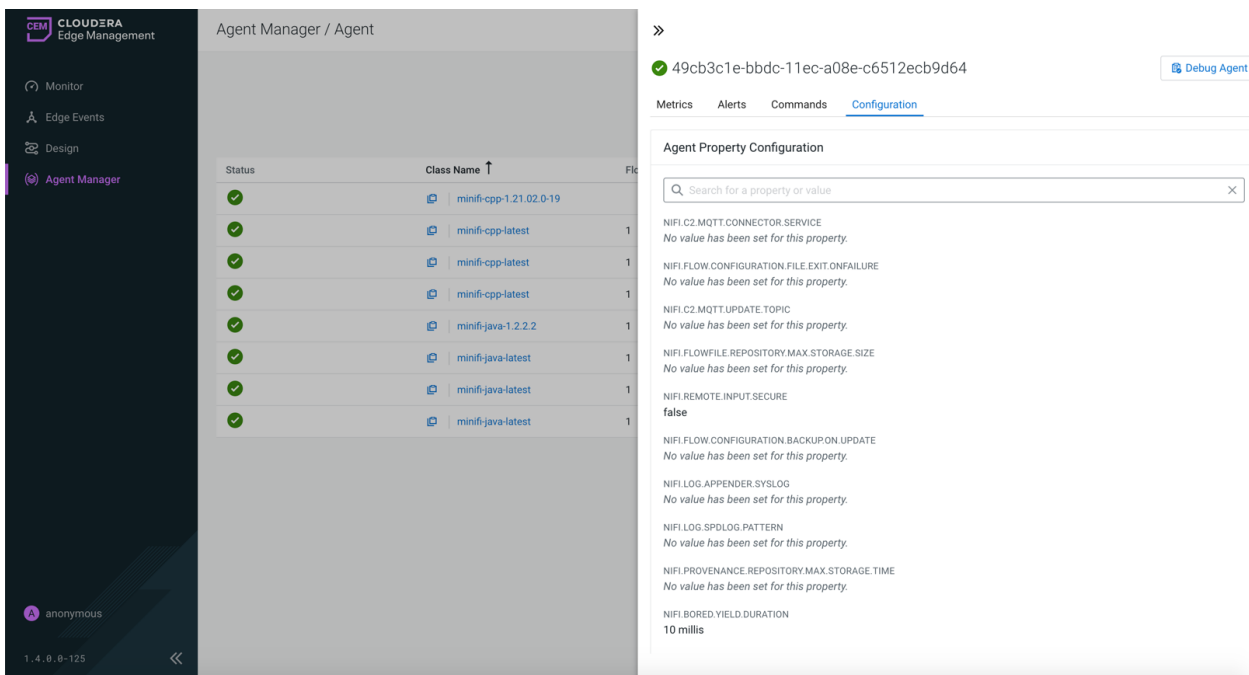 CEM
CLOUDERA
Edge Management
Monitor
Edge Events
Design
Agent Manager
A anonymous
1.4.0.0-125
Agent Manager / Agent
Status Class Name
minifi-cpp-1.21.02.0-19
minifi-cpp-latest 1
minifi-cpp-latest 1
minifi-cpp-latest 1
minifi-java-1.2.2.2 1
minifi-java-latest 1
minifi-java-latest 1
minifi-java-latest 1
49cb3c1e-bbdc-11ec-a08e-c6512ecb9d64
Debug Agent
Metrics Alerts Commands Configuration
Agent Property Configuration
Search for a property or value
NIFI.C2.MQTT.CONNECTOR.SERVICE
No value has been set for this property.
NIFI.FLOW.CONFIGURATION.FILE.EXIT.ONFAILURE
No value has been set for this property.
NIFI.C2.MQTT.UPDATE.TOPIC
No value has been set for this property.
NIFI.FLOWFILE.REPOSITORY.MAX.STORAGE.SIZE
No value has been set for this property.
NIFI.REMOTE.INPUT.SECURE
false
NIFI.FLOW.CONFIGURATION.BACKUP.ON.UPDATE
No value has been set for this property.
NIFI.LOG.APPENDER.SYSLOG
No value has been set for this property.
NIFI.LOG.SPDLOG.PATTERN
No value has been set for this property.
NIFI.PROVENANCE.REPOSITORY.MAX.STORAGE.TIME
No value has been set for this property.
NIFI.BORED.YIELD.DURATION
10 millis